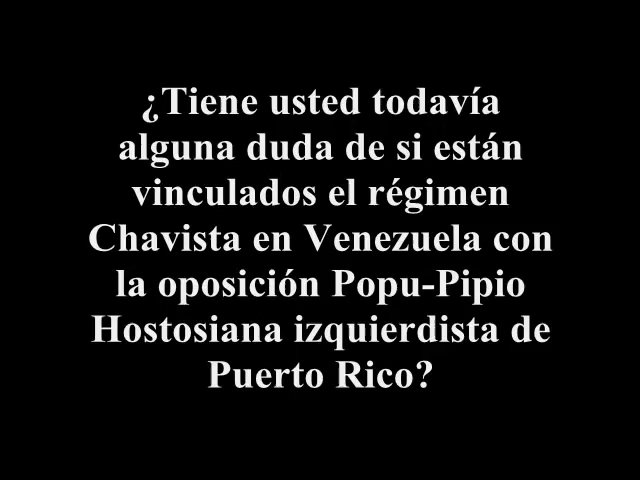 ¿Tiene usted todavía
alguna duda de si están
vinculados el régimen
Chavista en Venezuela con
la oposición Popu-Pipio
Hostosiana izquierdista de
Puerto Rico?